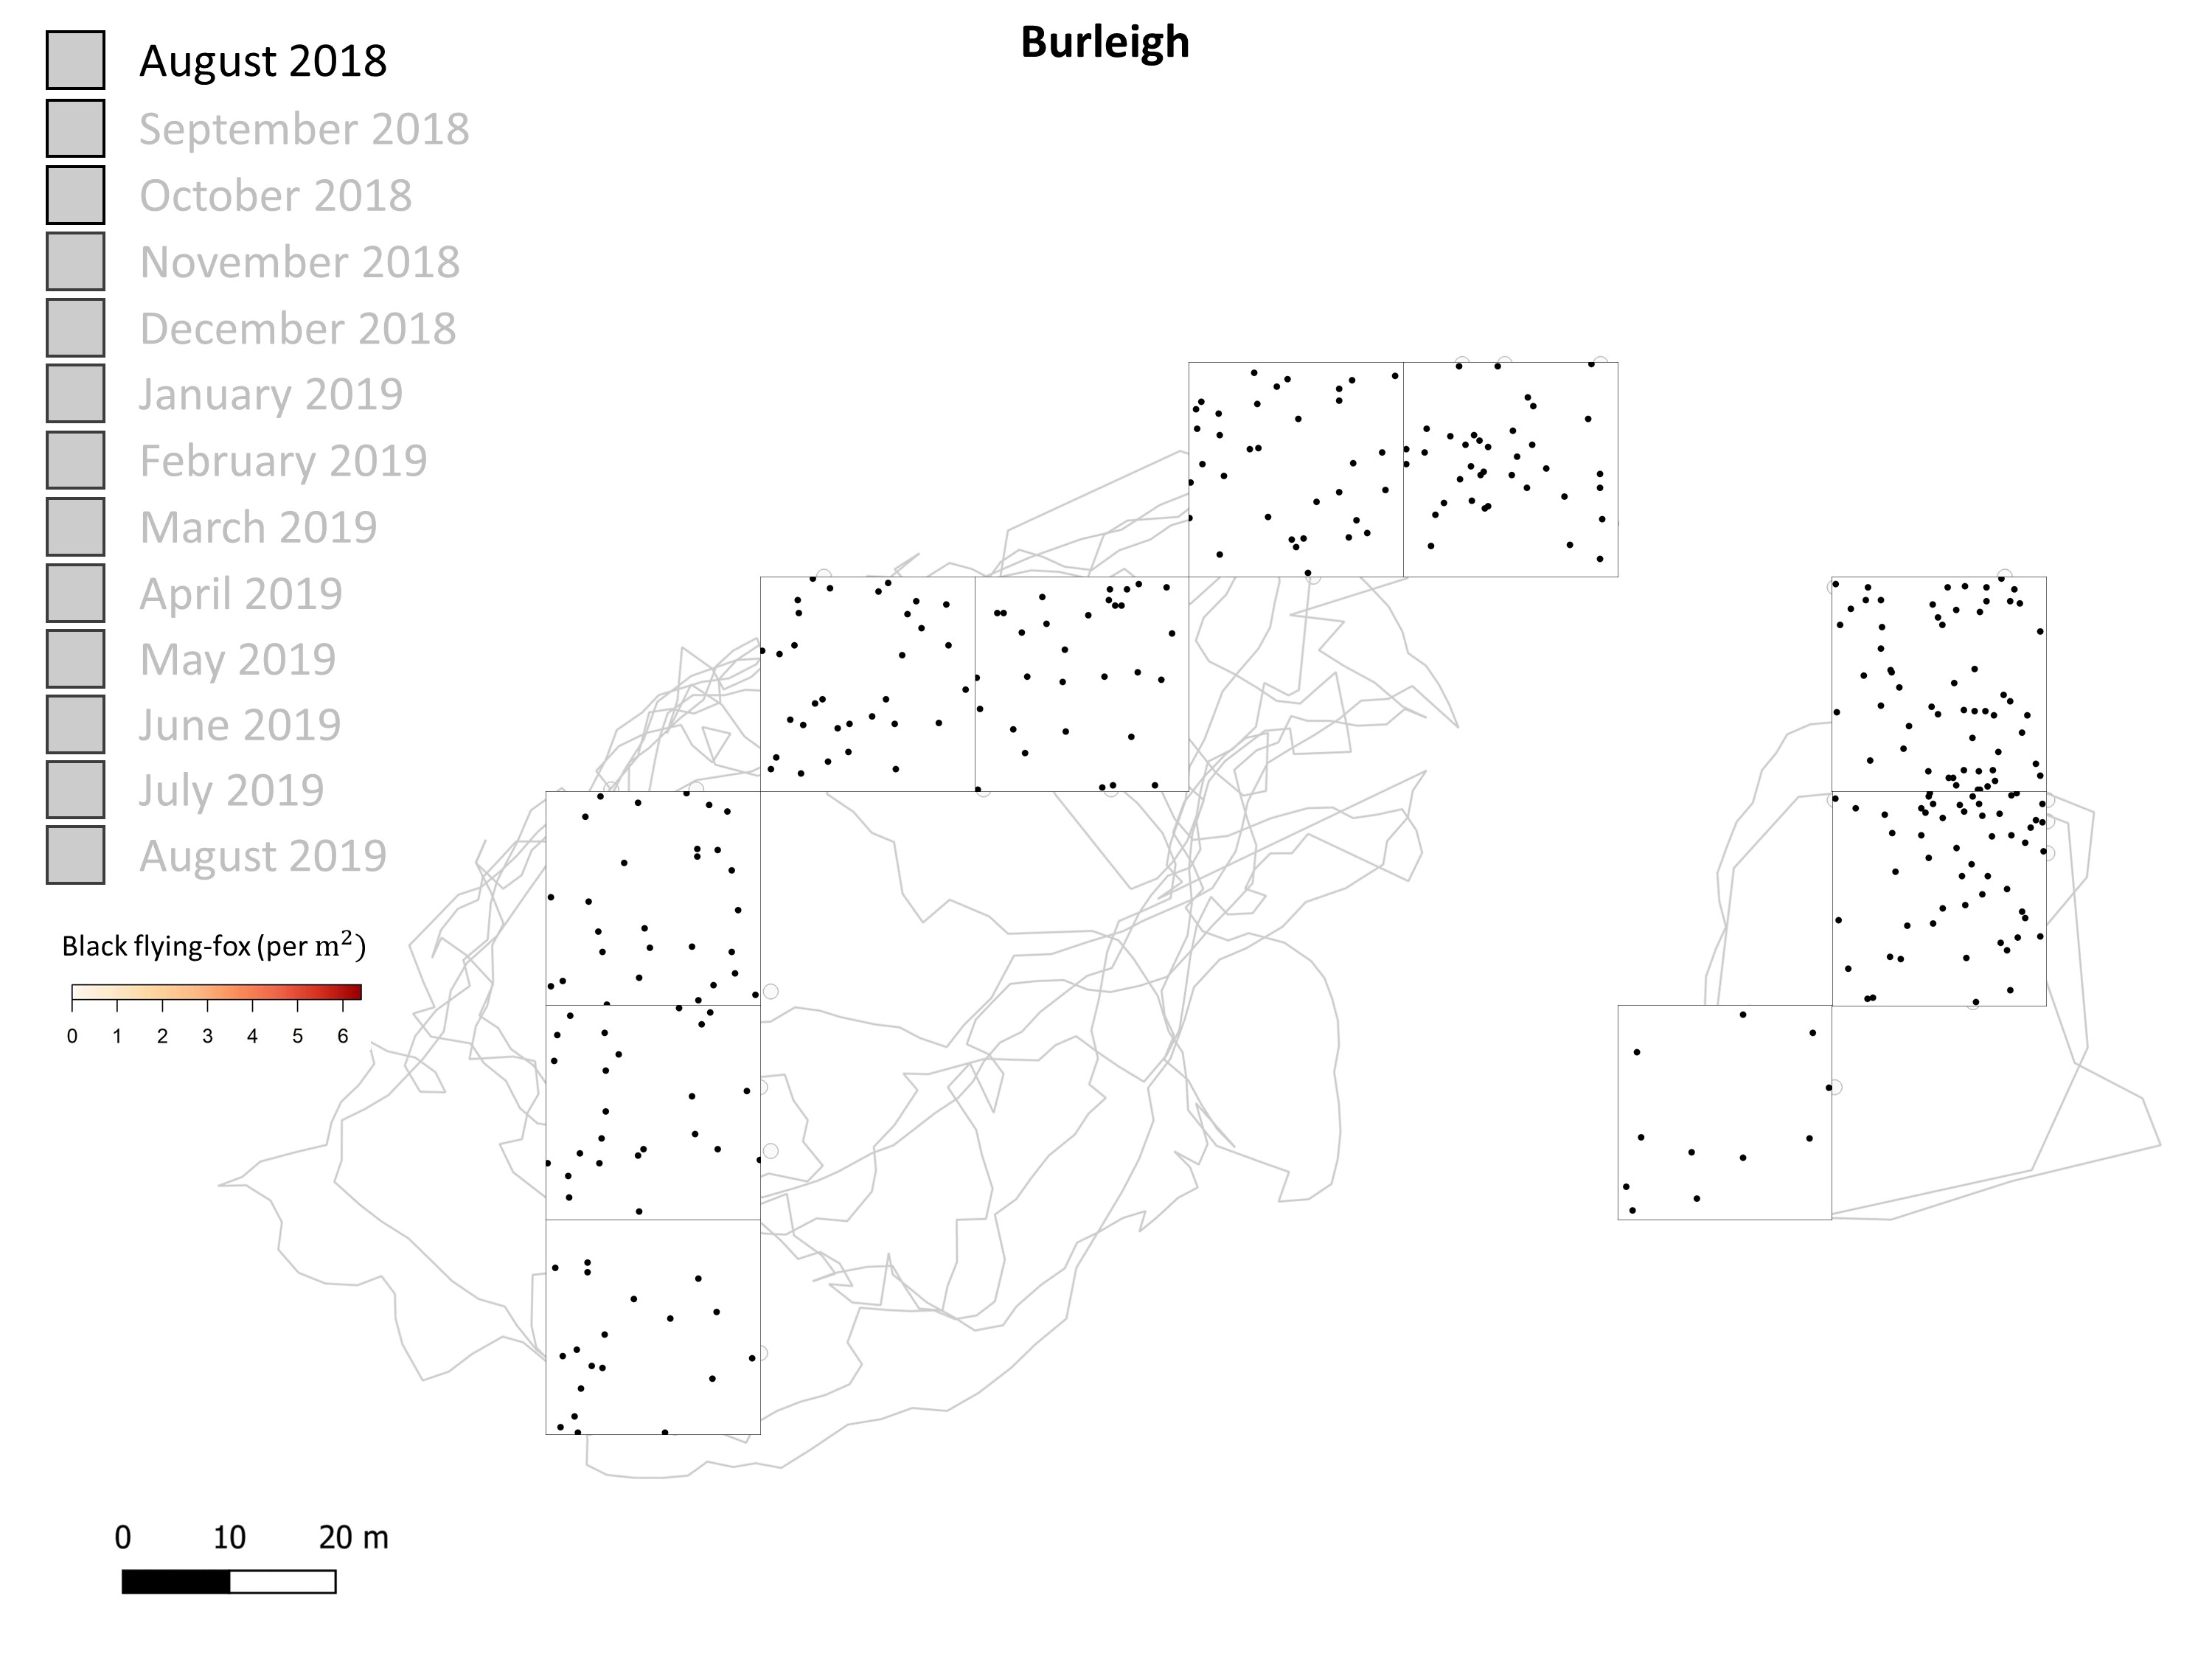 Burleigh
August 2018
September 2018
October 2018
November 2018
December 2018
January 2019
February 2019
March 2019
April 2019
May 2019
June 2019
July 2019
August 2019
Black flying-fox (per m²)
0 1 2 3 4 5 6
0 10 20 m